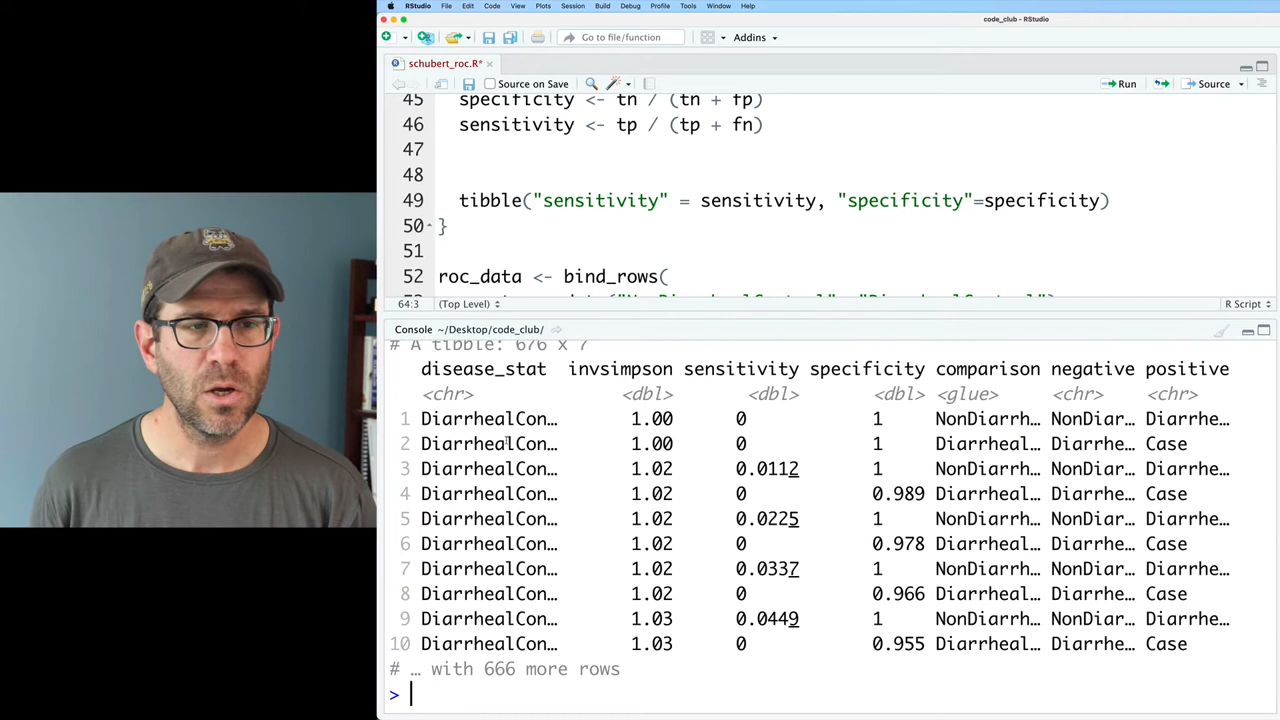 RStudio File Edit Code View Plots Session Build Debug Profile Tools Window Help
code_club - RStudio
Go to file/function Addins
schubert_roc.R*
Source on Save Run Source
45 specificity <- tn / (tn + fp)
46 sensitivity <- tp / (tp + fn)
47
48
49 tibble("sensitivity" = sensitivity, "specificity"=specificity)
50 }
51
52 roc_data <- bind_rows(
64:3 (Top Level) R Script
Console ~/Desktop/code_club/
# A tibble: 676 x 7
disease_stat invsimpson sensitivity specificity comparison negative positive
<chr> <dbl> <dbl> <dbl> <glue> <chr> <chr>
1 DiarrhealCon… 1.00 0 1 NonDiarrh… NonDiar… Diarrhe…
2 DiarrhealCon… 1.00 0 1 Diarrheal… Diarrhe… Case
3 DiarrhealCon… 1.02 0.0112 1 NonDiarrh… NonDiar… Diarrhe…
4 DiarrhealCon… 1.02 0 0.989 Diarrheal… Diarrhe… Case
5 DiarrhealCon… 1.02 0.0225 1 NonDiarrh… NonDiar… Diarrhe…
6 DiarrhealCon… 1.02 0 0.978 Diarrheal… Diarrhe… Case
7 DiarrhealCon… 1.02 0.0337 1 NonDiarrh… NonDiar… Diarrhe…
8 DiarrhealCon… 1.02 0 0.966 Diarrheal… Diarrhe… Case
9 DiarrhealCon… 1.03 0.0449 1 NonDiarrh… NonDiar… Diarrhe…
10 DiarrhealCon… 1.03 0 0.955 Diarrheal… Diarrhe… Case
# … with 666 more rows
>